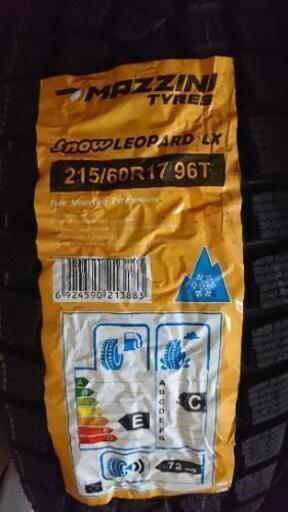 MAZZINI
TYRES
Snow LEOPARD LX
215/60R17 96T
6 924590 213883
A
B
C
D
E
F
G
E
A
B
C
D
E
F
G
C
72